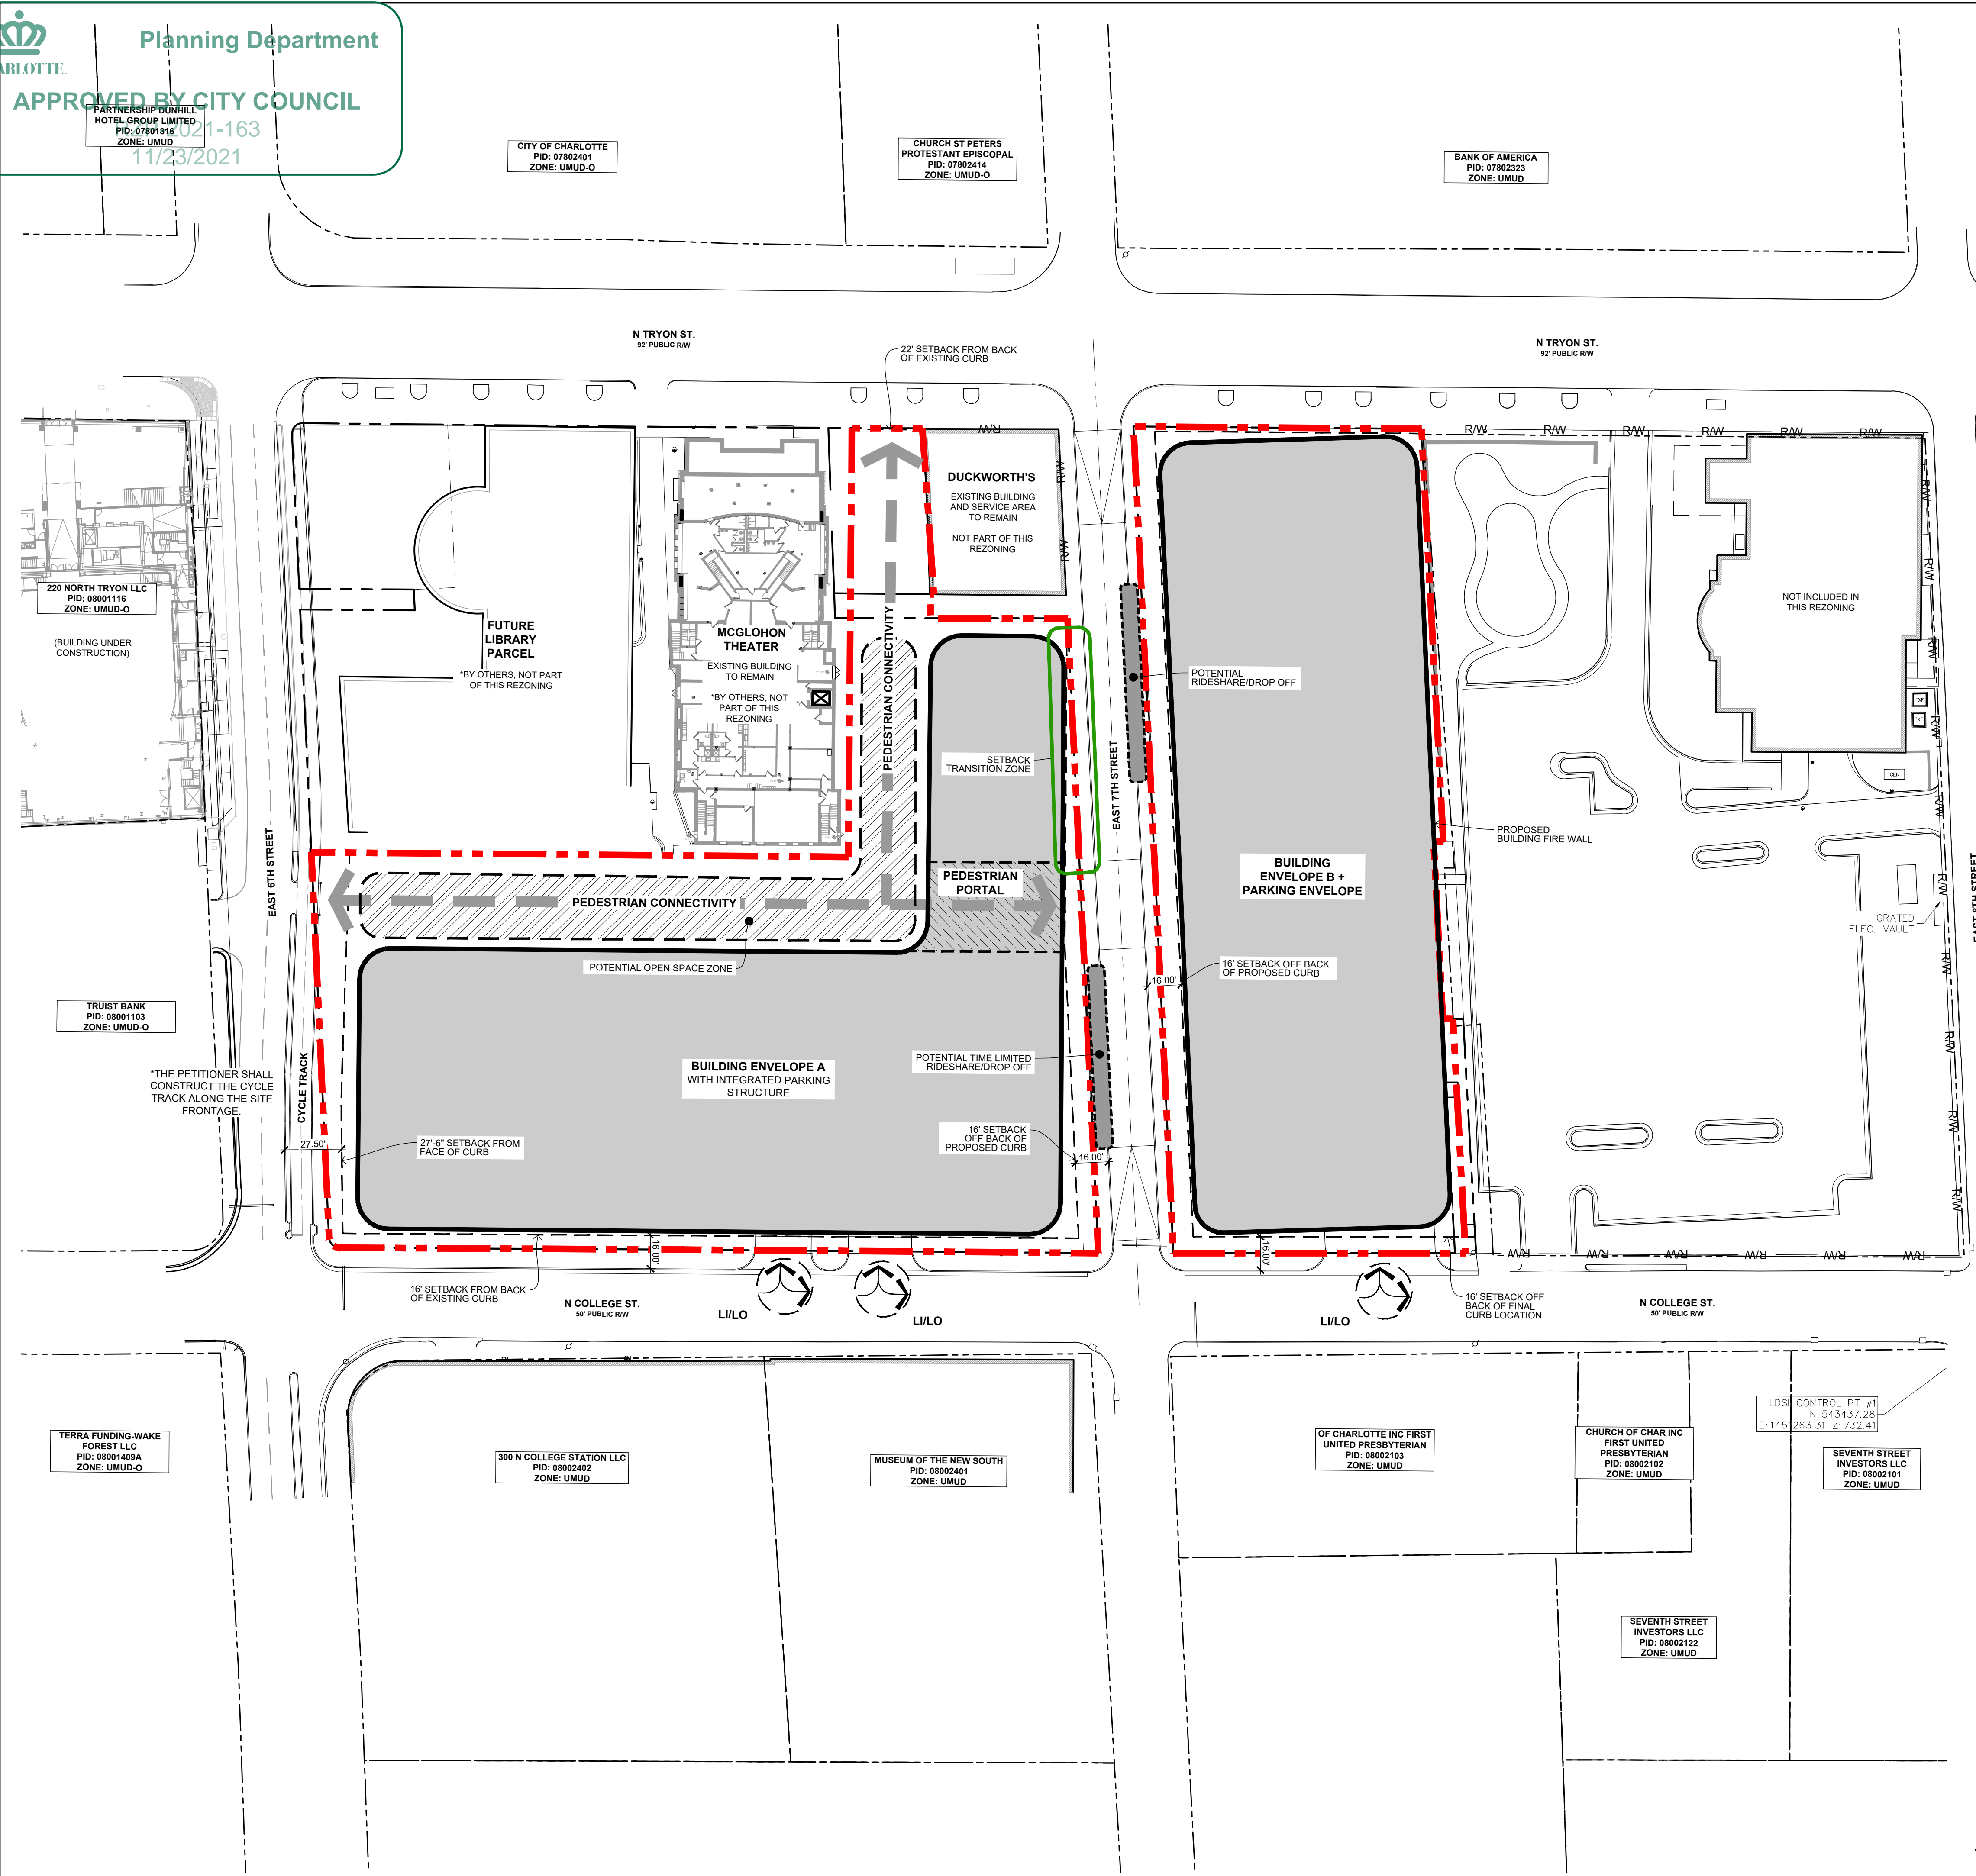 Planning Department
APPROVED BY CITY COUNCIL
2021-163
11/23/2021
PARTNERSHIP DUNHILL
HOTEL GROUP LIMITED
PID: 07801316
ZONE: UMUD
CITY OF CHARLOTTE
PID: 07802401
ZONE: UMUD-O
CHURCH ST PETERS
PROTESTANT EPISCOPAL
PID: 07802414
ZONE: UMUD-O
BANK OF AMERICA
PID: 07802323
ZONE: UMUD
N TRYON ST.
92' PUBLIC R/W
22' SETBACK FROM BACK
OF EXISTING CURB
N TRYON ST.
92' PUBLIC R/W
R/W
R/W
R/W
R/W
R/W
R/W
R/W
R/W
R/W
DUCKWORTH'S
EXISTING BUILDING
AND SERVICE AREA
TO REMAIN
NOT PART OF THIS
REZONING
220 NORTH TRYON LLC
PID: 08001116
ZONE: UMUD-O
(BUILDING UNDER
CONSTRUCTION)
FUTURE
LIBRARY
PARCEL
*BY OTHERS, NOT PART
OF THIS REZONING
MCGLOHON
THEATER
EXISTING BUILDING
TO REMAIN
*BY OTHERS, NOT
PART OF THIS
REZONING
PEDESTRIAN CONNECTIVITY
SETBACK
TRANSITION ZONE
EAST 7TH STREET
POTENTIAL
RIDESHARE/DROP OFF
NOT INCLUDED IN
THIS REZONING
R/W
R/W
R/W
R/W
R/W
TXF
TXF
GEN
PROPOSED
BUILDING FIRE WALL
BUILDING
ENVELOPE B +
PARKING ENVELOPE
EAST 6TH STREET
PEDESTRIAN CONNECTIVITY
PEDESTRIAN
PORTAL
POTENTIAL OPEN SPACE ZONE
GRATED
ELEC. VAULT
EAST 8TH STREET
R/W
R/W
R/W
R/W
R/W
16.00'
16' SETBACK OFF BACK
OF PROPOSED CURB
TRUIST BANK
PID: 08001103
ZONE: UMUD-O
*THE PETITIONER SHALL
CONSTRUCT THE CYCLE
TRACK ALONG THE SITE
FRONTAGE.
CYCLE TRACK
BUILDING ENVELOPE A
WITH INTEGRATED PARKING
STRUCTURE
POTENTIAL TIME LIMITED
RIDESHARE/DROP OFF
27.50'
27'-6" SETBACK FROM
FACE OF CURB
16' SETBACK
OFF BACK OF
PROPOSED CURB
16.00'
16.00'
16.00'
R/W
R/W
R/W
R/W
R/W
R/W
16' SETBACK FROM BACK
OF EXISTING CURB
N COLLEGE ST.
50' PUBLIC R/W
LI/LO
LI/LO
LI/LO
16' SETBACK OFF
BACK OF FINAL
CURB LOCATION
N COLLEGE ST.
50' PUBLIC R/W
LDSI CONTROL PT #1
N: 543437.28
E: 1451263.31 Z: 732.41
TERRA FUNDING-WAKE
FOREST LLC
PID: 08001409A
ZONE: UMUD-O
300 N COLLEGE STATION LLC
PID: 08002402
ZONE: UMUD
MUSEUM OF THE NEW SOUTH
PID: 08002401
ZONE: UMUD
OF CHARLOTTE INC FIRST
UNITED PRESBYTERIAN
PID: 08002103
ZONE: UMUD
CHURCH OF CHAR INC
FIRST UNITED
PRESBYTERIAN
PID: 08002102
ZONE: UMUD
SEVENTH STREET
INVESTORS LLC
PID: 08002101
ZONE: UMUD
SEVENTH STREET
INVESTORS LLC
PID: 08002122
ZONE: UMUD